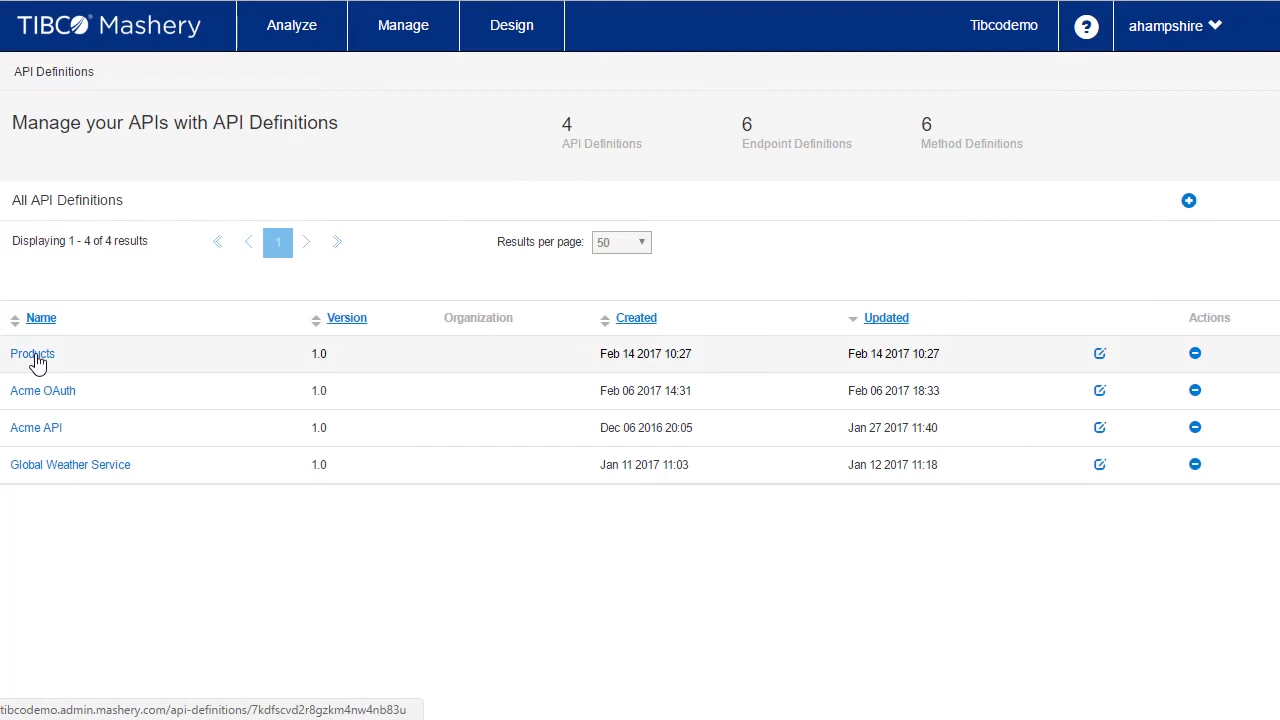 TIBCO® Mashery Analyze Manage Design Tibcodemo ? ahampshire
API Definitions
Manage your APIs with API Definitions
4 6 6
API Definitions Endpoint Definitions Method Definitions
All API Definitions
Displaying 1 - 4 of 4 results 1 Results per page: 50
Name Version Organization Created Updated Actions
Products 1.0 Feb 14 2017 10:27 Feb 14 2017 10:27
Acme OAuth 1.0 Feb 06 2017 14:31 Feb 06 2017 18:33
Acme API 1.0 Dec 06 2016 20:05 Jan 27 2017 11:40
Global Weather Service 1.0 Jan 11 2017 11:03 Jan 12 2017 11:18
tibcodemo.admin.mashery.com/api-definitions/7kdfscvd2r8gzkm4nw4nb83u